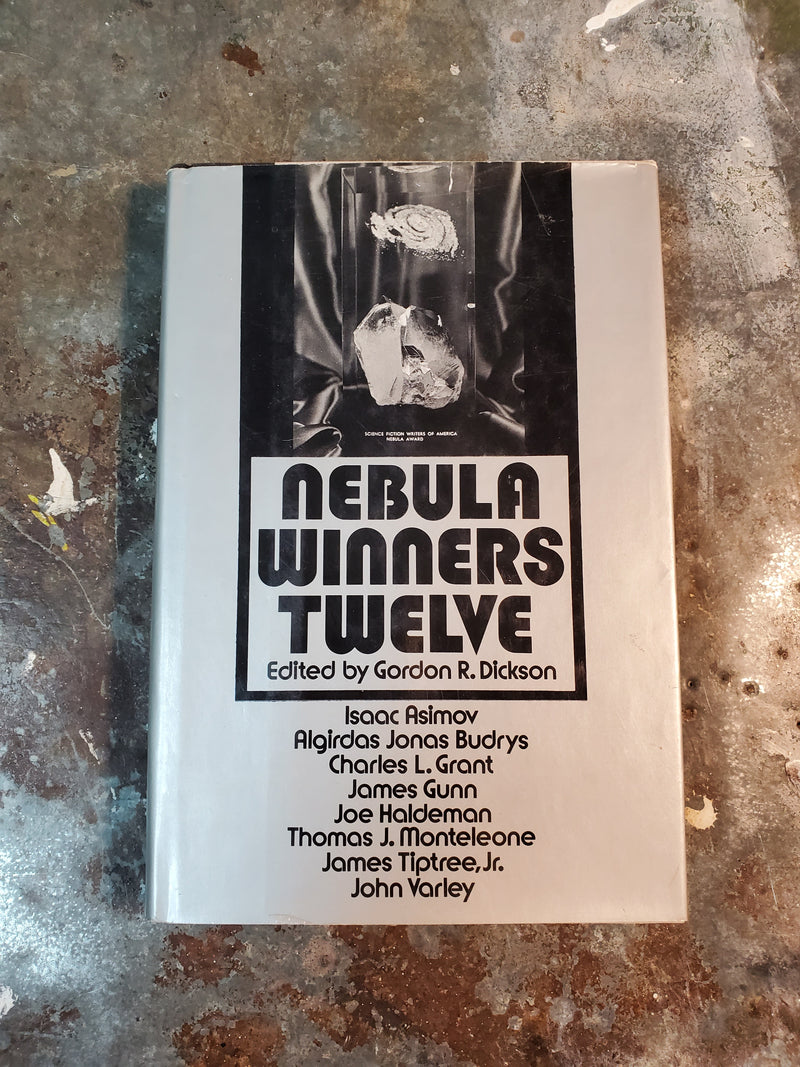 SCIENCE FICTION WRITERS OF AMERICA
NEBULA AWARD
NEBULA
WINNERS
TWELVE
Edited by Gordon R. Dickson
Isaac Asimov
Algirdas Jonas Budrys
Charles L. Grant
James Gunn
Joe Haldeman
Thomas J. Monteleone
James Tiptree, Jr.
John Varley